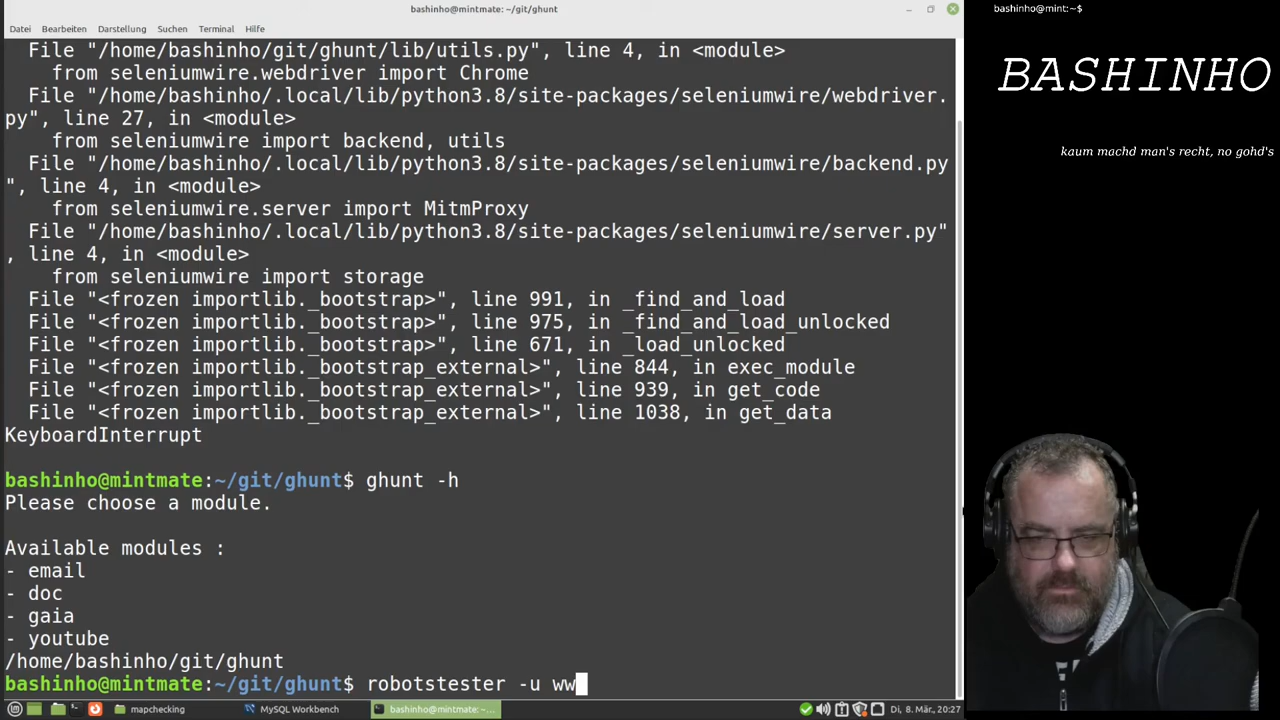 bashinho@mintmate: ~/git/ghunt
bashinho@mint:~$
Datei Bearbeiten Darstellung Suchen Terminal Hilfe
BASHINHO
kaum machd man's recht, no gohd's
File "/home/bashinho/git/ghunt/lib/utils.py", line 4, in <module>
from seleniumwire.webdriver import Chrome
File "/home/bashinho/.local/lib/python3.8/site-packages/seleniumwire/webdriver.
py", line 27, in <module>
from seleniumwire import backend, utils
File "/home/bashinho/.local/lib/python3.8/site-packages/seleniumwire/backend.py
", line 4, in <module>
from seleniumwire.server import MitmProxy
File "/home/bashinho/.local/lib/python3.8/site-packages/seleniumwire/server.py"
, line 4, in <module>
from seleniumwire import storage
File "<frozen importlib._bootstrap>", line 991, in _find_and_load
File "<frozen importlib._bootstrap>", line 975, in _find_and_load_unlocked
File "<frozen importlib._bootstrap>", line 671, in _load_unlocked
File "<frozen importlib._bootstrap_external>", line 844, in exec_module
File "<frozen importlib._bootstrap_external>", line 939, in get_code
File "<frozen importlib._bootstrap_external>", line 1038, in get_data
KeyboardInterrupt
bashinho@mintmate:~/git/ghunt$ ghunt -h
Please choose a module.
Available modules :
- email
- doc
- gaia
- youtube
/home/bashinho/git/ghunt
bashinho@mintmate:~/git/ghunt$ robotstester -u ww
mapchecking MySQL Workbench bashinho@mintmate: ~/... Di, 8. Mär., 20:27